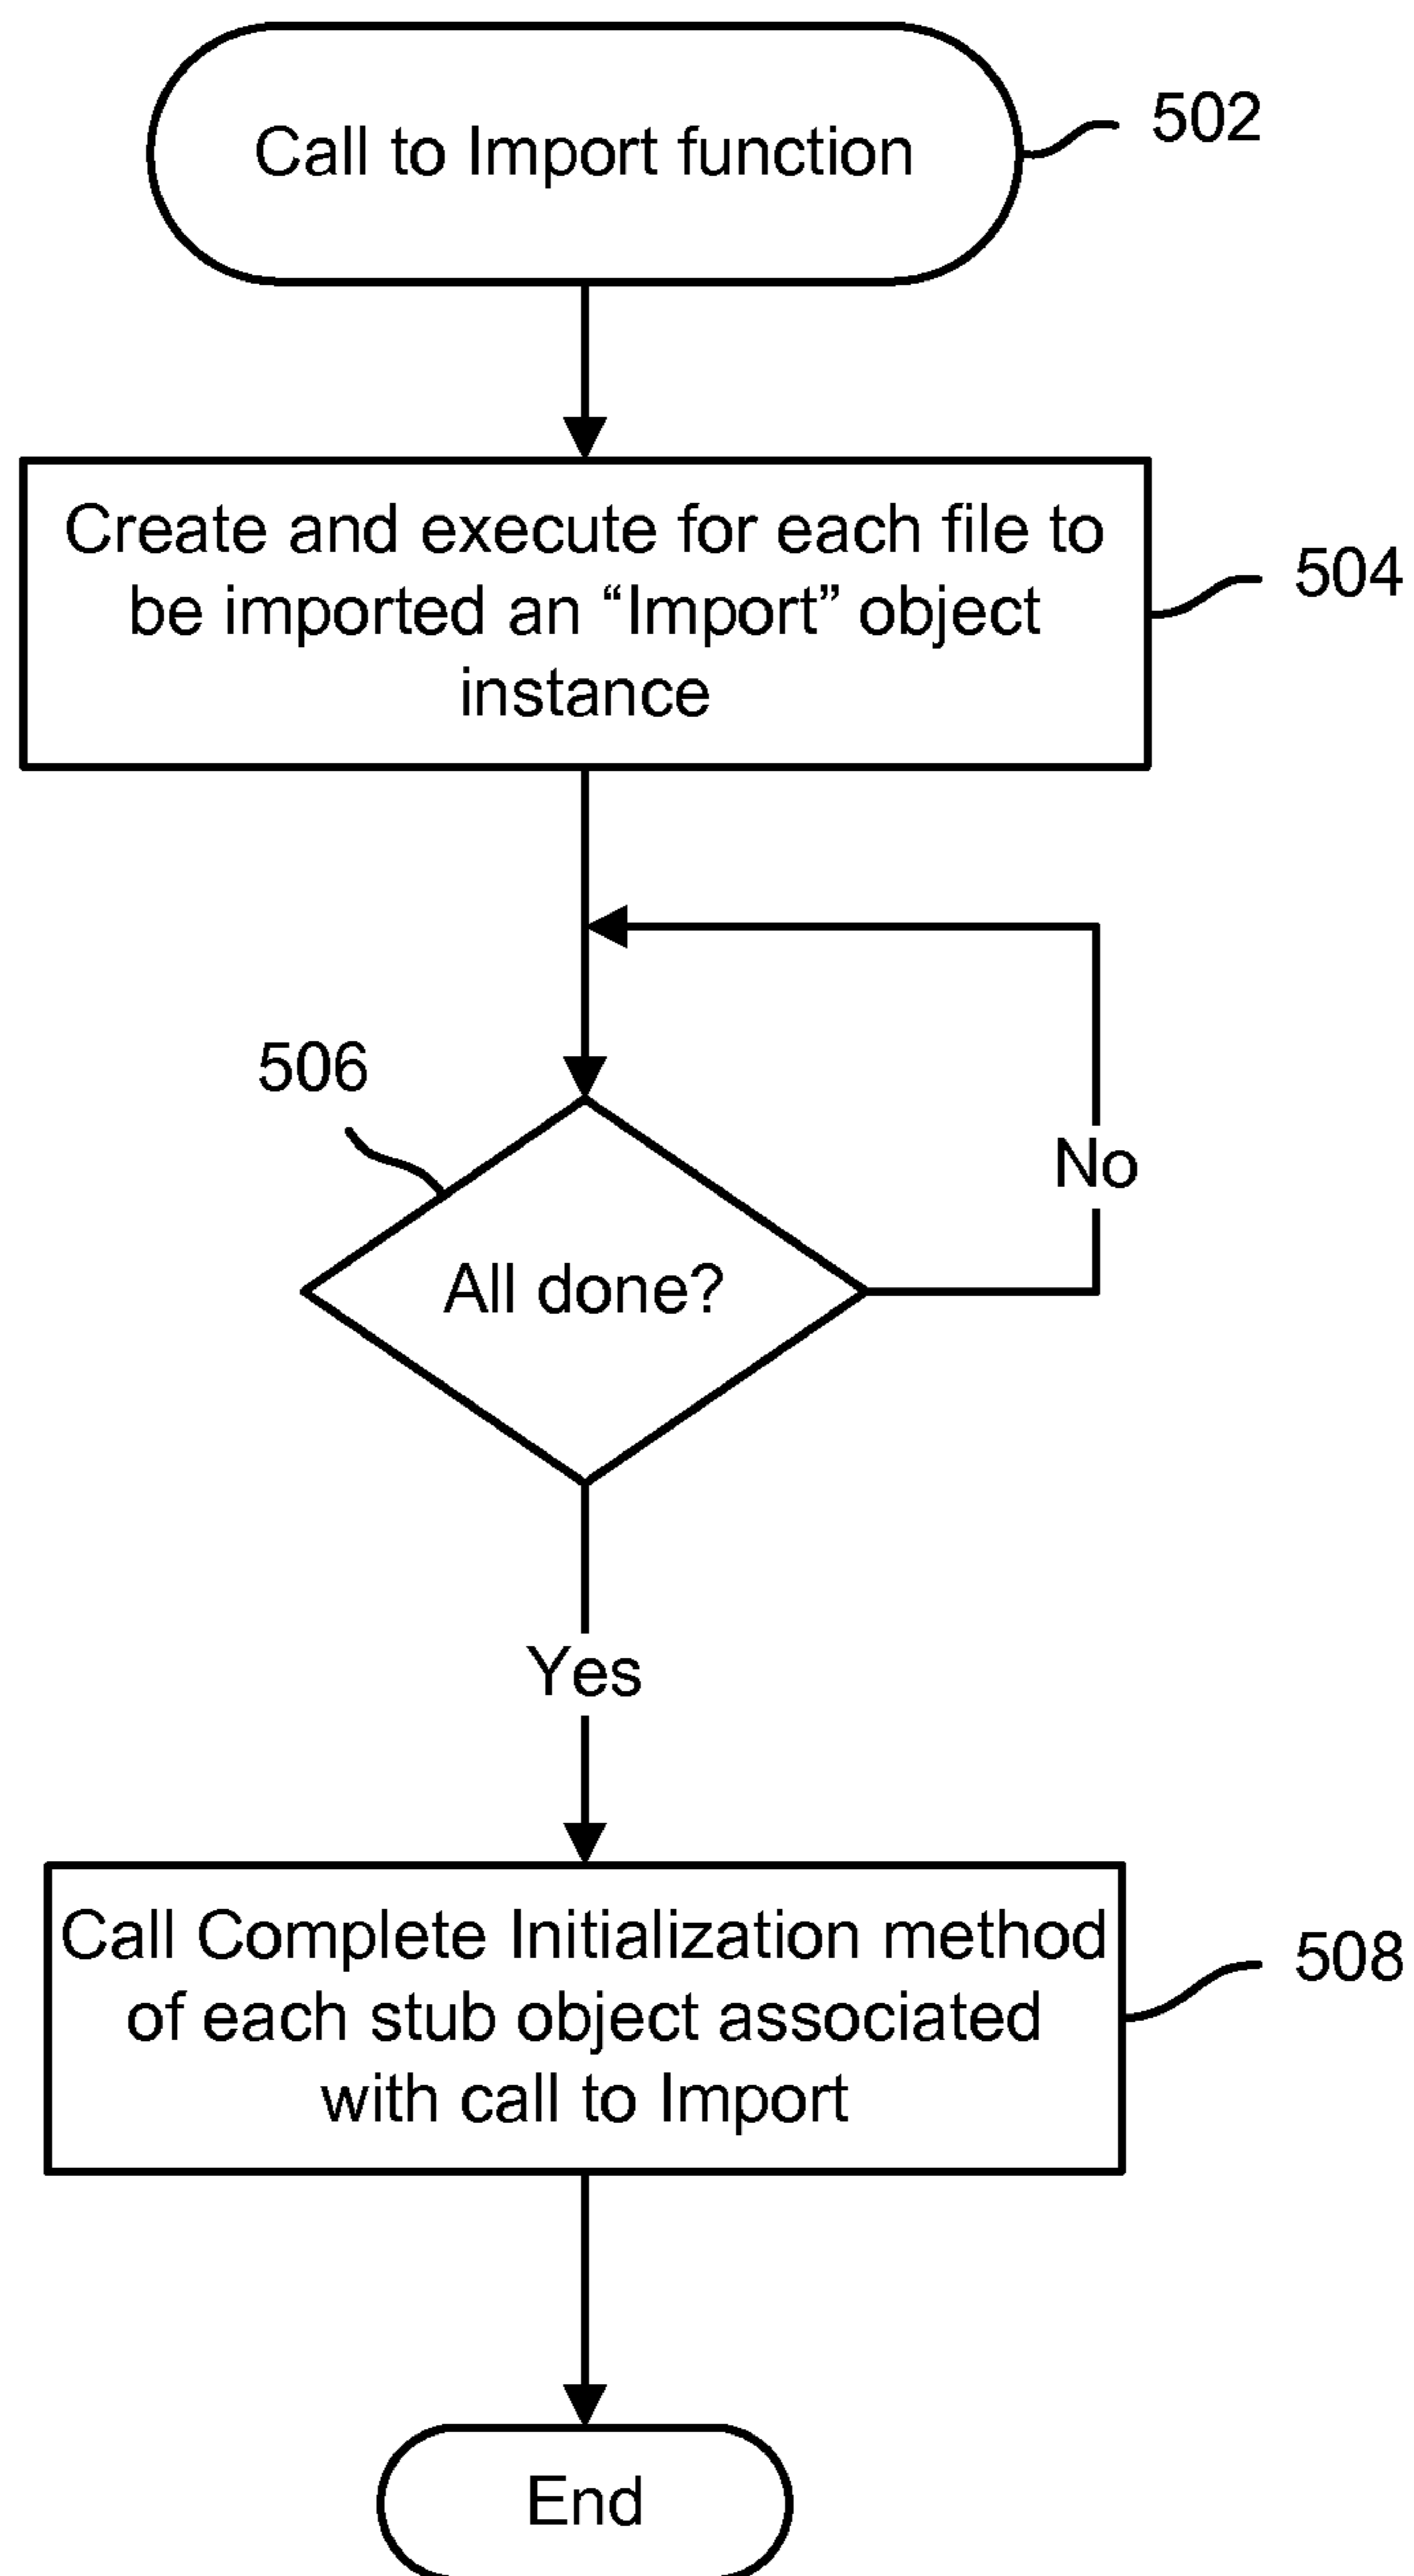 Call to Import function
502
Create and execute for each file to
be imported an “Import” object
instance
504
506
No
All done?
Yes
Call Complete Initialization method
of each stub object associated
with call to Import
508
End